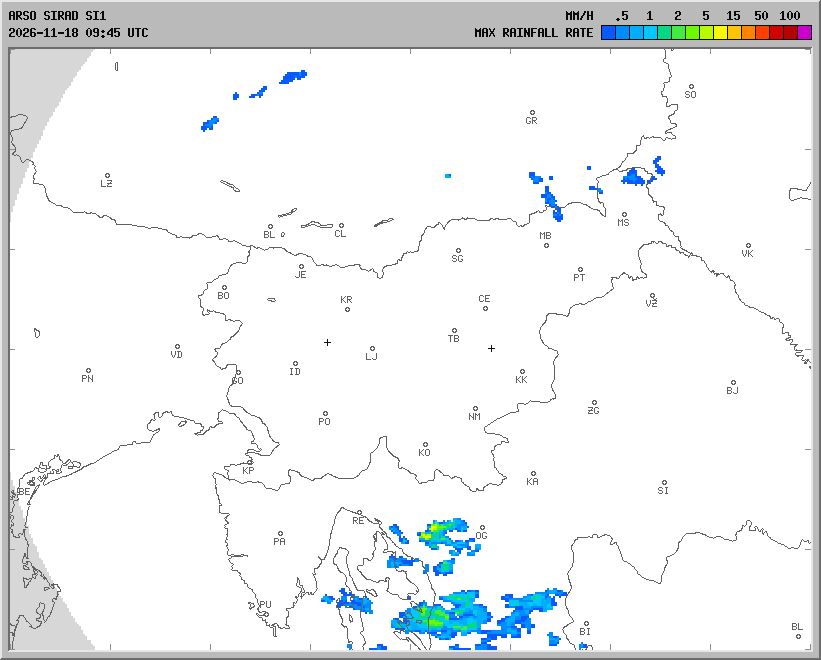 ARSO SIRAD SI1
2026-11-18 09:45 UTC
MM/H .5 1 2 5 15 50 100
MAX RAINFALL RATE
SO
GR
LZ
MS
BL
CL
MB
VK
SG
JE
PT
BO
KR
CE
VZ
TB
VD
LJ
ID
PN
GO
KK
BJ
ZG
NM
PO
KO
KP
KA
BE
SI
RE
OG
PA
PU
BI
BL